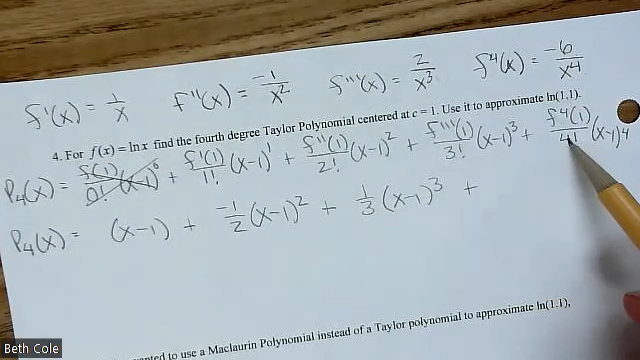 f'(x) = 1/x f''(x) = -1/x² f'''(x) = 2/x³ f⁴(x) = -6/x⁴
4. For f(x) = ln x find the fourth degree Taylor Polynomial centered at c = 1. Use it to approximate ln(1.1).
P₄(x) = f(1)/0! (x-1)⁰ + f'(1)/1! (x-1)¹ + f''(1)/2! (x-1)² + f'''(1)/3! (x-1)³ + f⁴(1)/4! (x-1)⁴
P₄(x) = (x-1) + -1/2 (x-1)² + 1/3 (x-1)³ +
to use a Maclaurin Polynomial instead of a Taylor polynomial to approximate ln(1.1),
Beth Cole